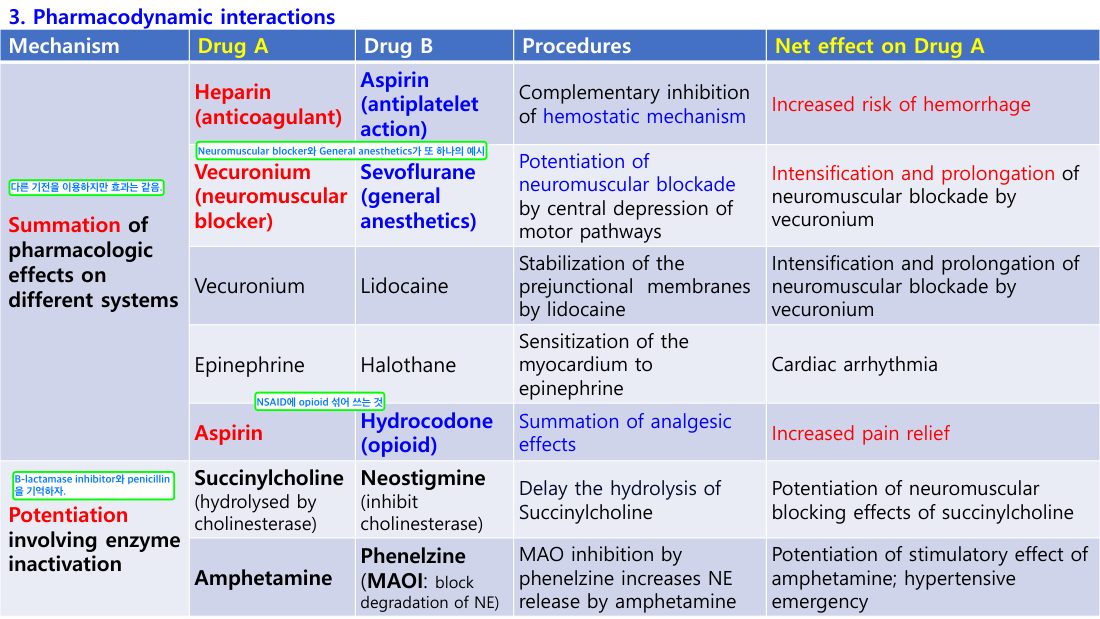 3. Pharmacodynamic interactions
Mechanism
Drug A
Drug B
Procedures
Net effect on Drug A
다른 기전을 이용하지만 효과는 같음.
Summation of
pharmacologic
effects on
different systems
Heparin
(anticoagulant)
Aspirin
(antiplatelet
action)
Complementary inhibition
of hemostatic mechanism
Increased risk of hemorrhage
Neuromuscular blocker와 General anesthetics가 또 하나의 예시
Vecuronium
(neuromuscular
blocker)
Sevoflurane
(general
anesthetics)
Potentiation of
neuromuscular blockade
by central depression of
motor pathways
Intensification and prolongation of
neuromuscular blockade by
vecuronium
Vecuronium
Lidocaine
Stabilization of the
prejunctional membranes
by lidocaine
Intensification and prolongation of
neuromuscular blockade by
vecuronium
Epinephrine
Halothane
Sensitization of the
myocardium to
epinephrine
Cardiac arrhythmia
NSAID에 opioid 섞어 쓰는 것
Aspirin
Hydrocodone
(opioid)
Summation of analgesic
effects
Increased pain relief
B-lactamase inhibitor와 penicillin
을 기억하자.
Potentiation
involving enzyme
inactivation
Succinylcholine
(hydrolysed by
cholinesterase)
Neostigmine
(inhibit
cholinesterase)
Delay the hydrolysis of
Succinylcholine
Potentiation of neuromuscular
blocking effects of succinylcholine
Amphetamine
Phenelzine
(MAOI: block
degradation of NE)
MAO inhibition by
phenelzine increases NE
release by amphetamine
Potentiation of stimulatory effect of
amphetamine; hypertensive
emergency